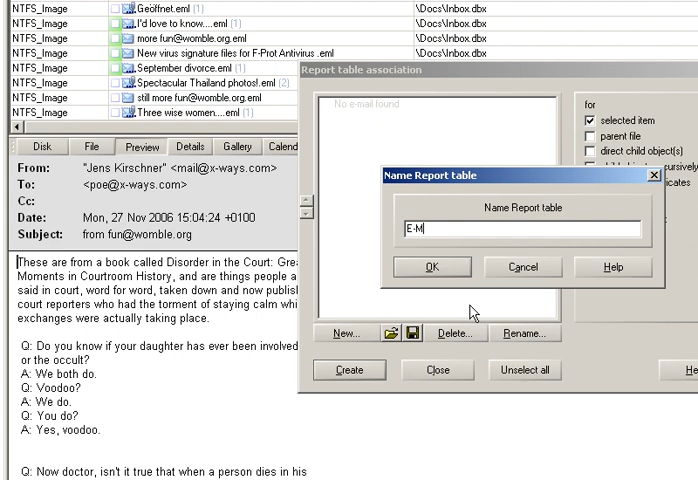 NTFS_Image Geöffnet.eml (1) \Docs\Inbox.dbx
NTFS_Image I'd love to know....eml (1) \Docs\Inbox.dbx
NTFS_Image more fun@womble.org.eml \Docs\Inbox.dbx
NTFS_Image New virus signature files for F-Prot Antivirus .eml \Docs\Inbox.dbx
NTFS_Image September divorce.eml (1)
NTFS_Image Spectacular Thailand photos!.eml (2)
NTFS_Image still more fun@womble.org.eml
NTFS_Image Three wise women....eml (1)
Disk File Preview Details Gallery Calend
From: "Jens Kirschner" <mail@x-ways.com>
To: <poe@x-ways.com>
Cc:
Date: Mon, 27 Nov 2006 15:04:24 +0100
Subject: from fun@womble.org
These are from a book called Disorder in the Court: Grea
Moments in Courtroom History, and are things people a
said in court, word for word, taken down and now publis
court reporters who had the torment of staying calm whi
exchanges were actually taking place.
Q: Do you know if your daughter has ever been involved
or the occult?
A: We both do.
Q: Voodoo?
A: We do.
Q: You do?
A: Yes, voodoo.
Q: Now doctor, isn't it true that when a person dies in his
Report table association
No e-mail found
for
selected item
parent file
direct child object(s)
Name Report table
Name Report table
E-M
OK Cancel Help
New... Delete... Rename...
Create Close Unselect all He